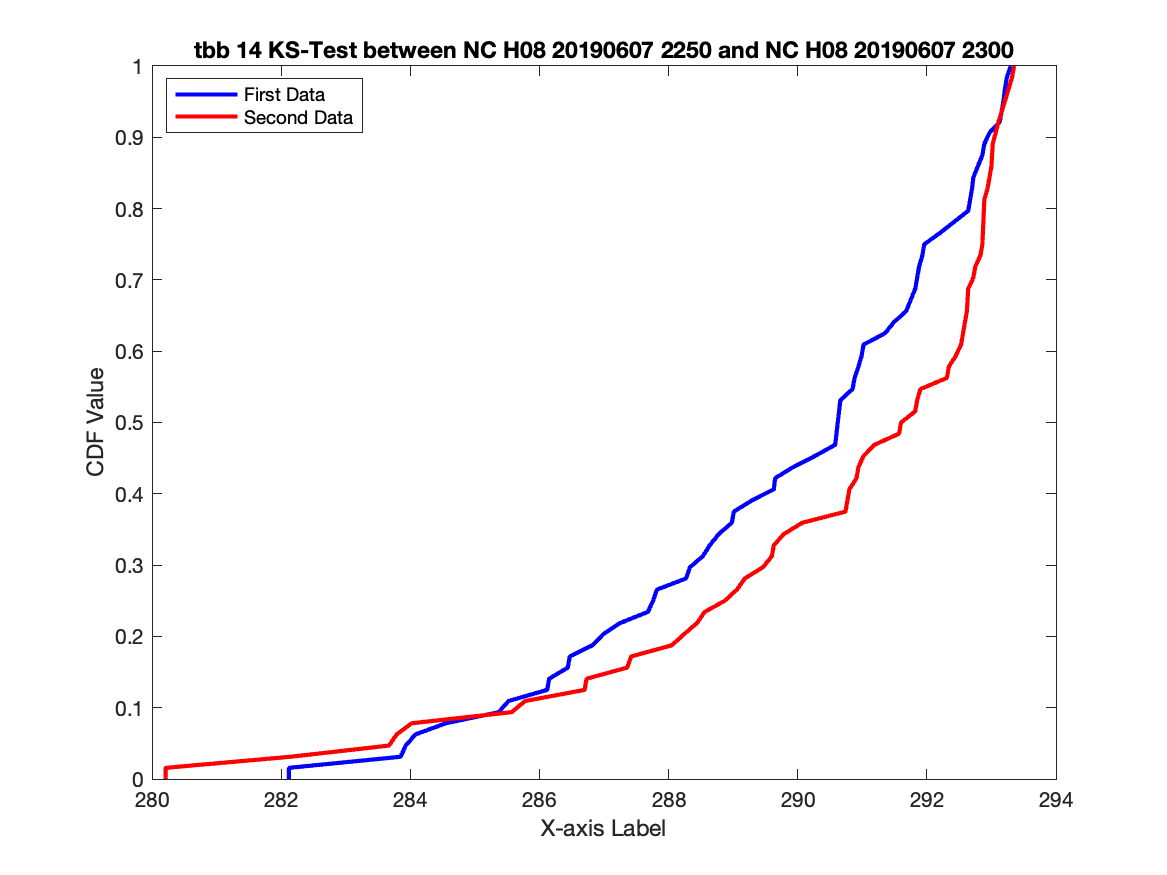 tbb 14 KS-Test between NC H08 20190607 2250 and NC H08 20190607 2300
First Data
Second Data
1
0.9
0.8
0.7
0.6
0.5
0.4
0.3
0.2
0.1
0
CDF Value
280 282 284 286 288 290 292 294
X-axis Label